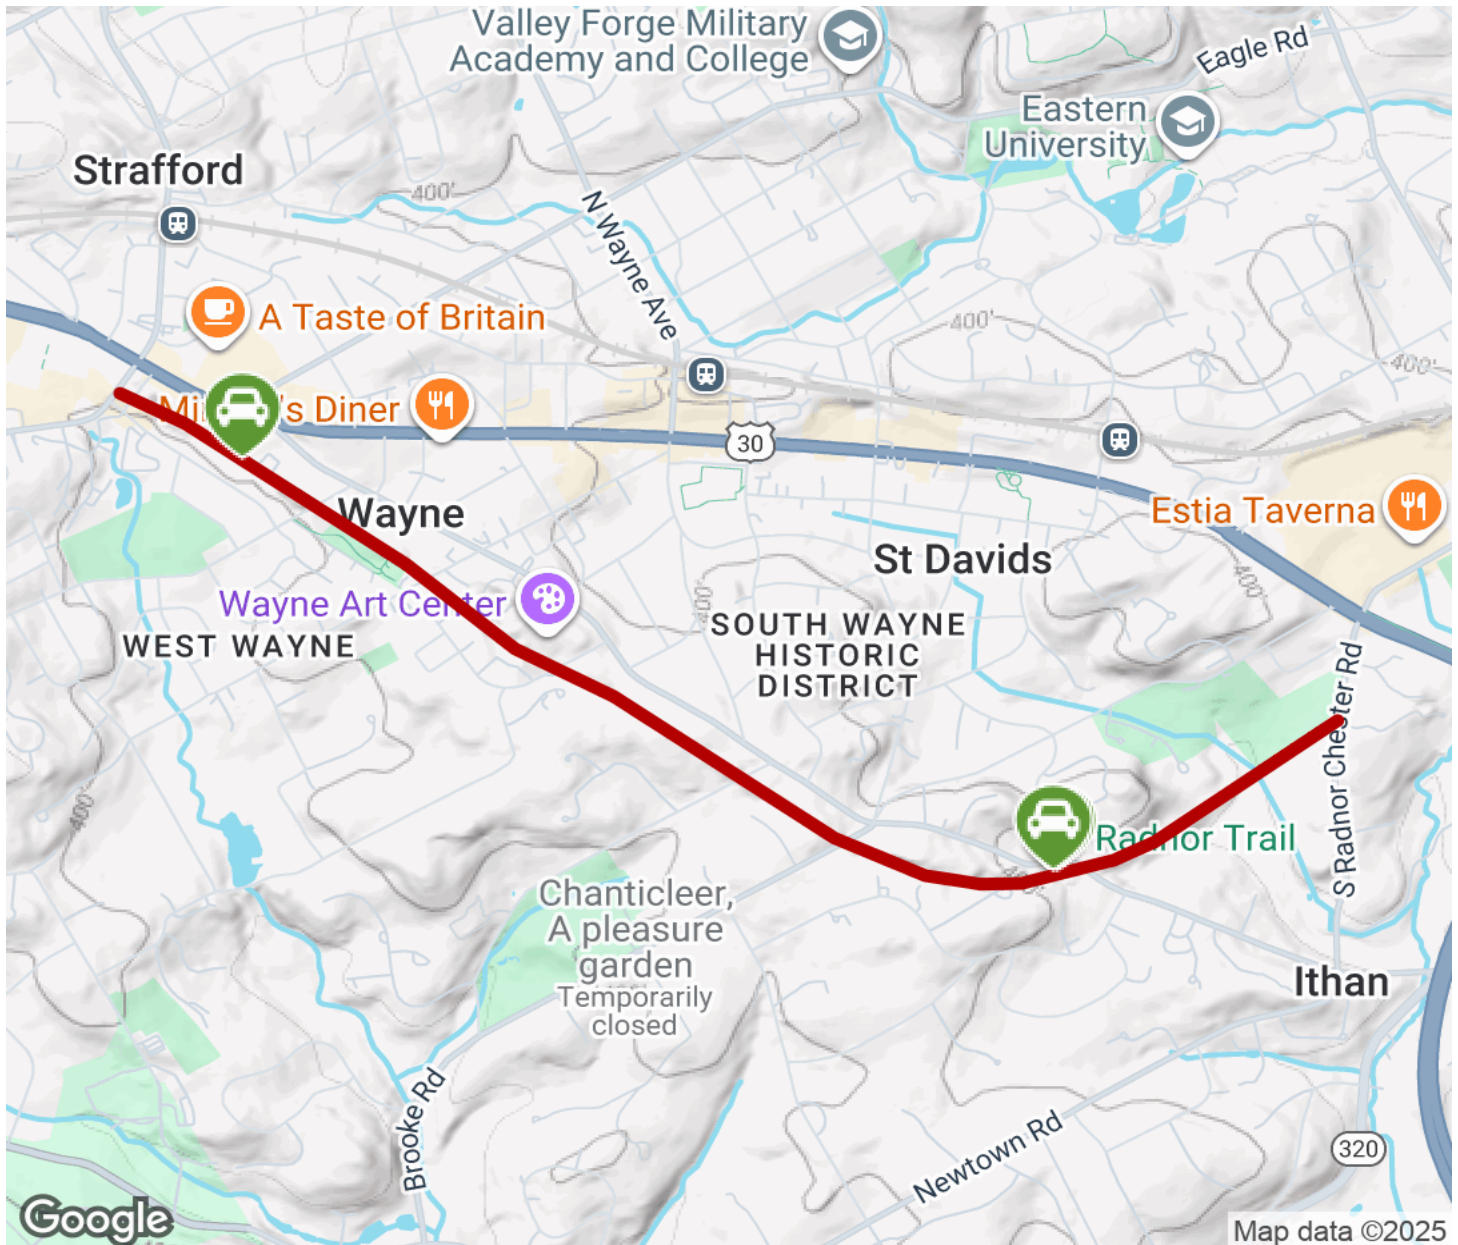 Valley Forge Military
Academy and College
Eagle Rd
Eastern
University
Strafford
400'
N Wayne Ave
A Taste of Britain
400'
400'
's Diner
30
Wayne
Estia Taverna
St Davids
400'
400'
Wayne Art Center
SOUTH WAYNE
HISTORIC
DISTRICT
WEST WAYNE
S Radnor Chester Rd
400'
Radnor Trail
Chanticleer,
A pleasure
garden
Temporarily
closed
Ithan
Brooke Rd
Newtown Rd
320
Google
Map data ©2025